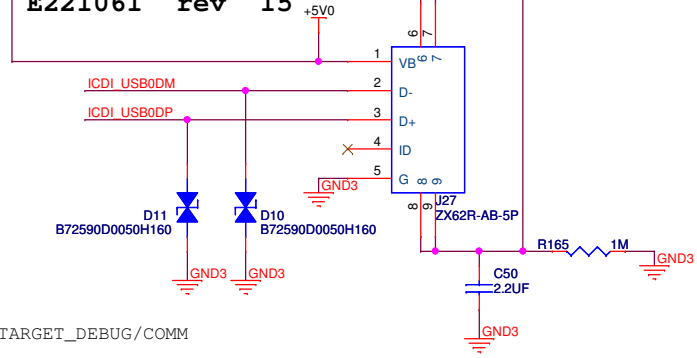 E221061 rev 15
+5V0
6 7
1 VB 6 7
ICDI_USB0DM 2 D-
ICDI_USB0DP 3 D+
4 ID
5 G 8 9
GND3
8 9
J27
ZX62R-AB-5P
D11
B72590D0050H160
D10
B72590D0050H160
R165 1M
GND3
C50
2.2UF
GND3 GND3
GND3
TARGET_DEBUG/COMM